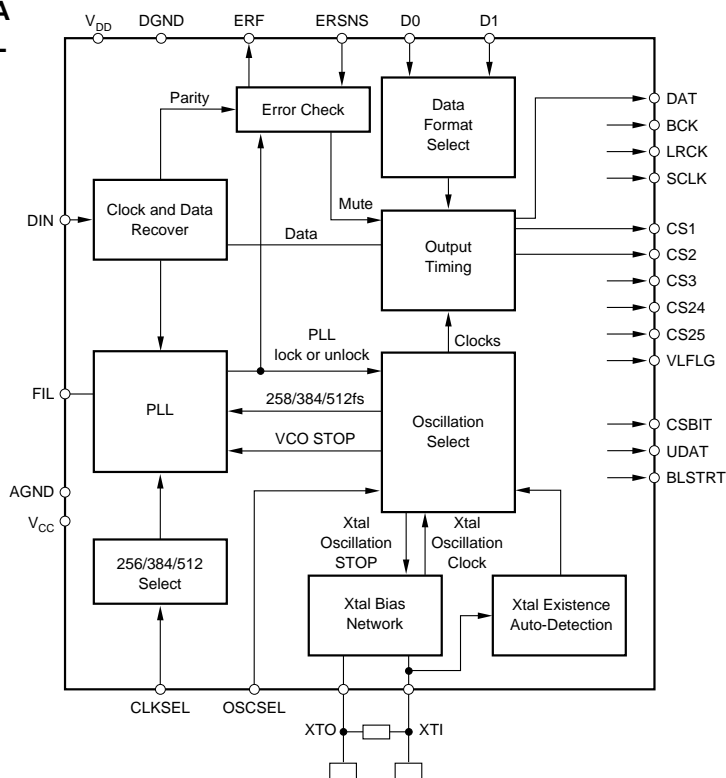 A
L
VDD DGND ERF ERSNS D0 D1
Parity
Error Check
Data
Format
Select
DAT
BCK
LRCK
SCLK
DIN
Clock and Data
Recover
Mute
Data
Output
Timing
CS1
CS2
CS3
CS24
CS25
VLFLG
PLL
lock or unlock
Clocks
FIL
PLL
258/384/512fs
VCO STOP
Oscillation
Select
CSBIT
UDAT
BLSTRT
AGND
VCC
256/384/512
Select
Xtal
Oscillation
STOP
Xtal
Oscillation
Clock
Xtal Bias
Network
Xtal Existence
Auto-Detection
CLKSEL OSCSEL
XTO XTI